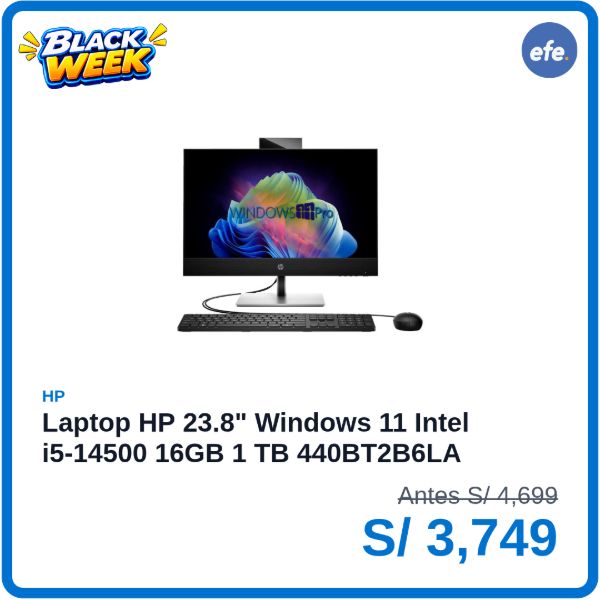 BLACK
WEEK
efe.
WINDOWS 11 Pro
HP
Laptop HP 23.8" Windows 11 Intel
i5-14500 16GB 1 TB 440BT2B6LA
Antes S/ 4,699
S/ 3,749